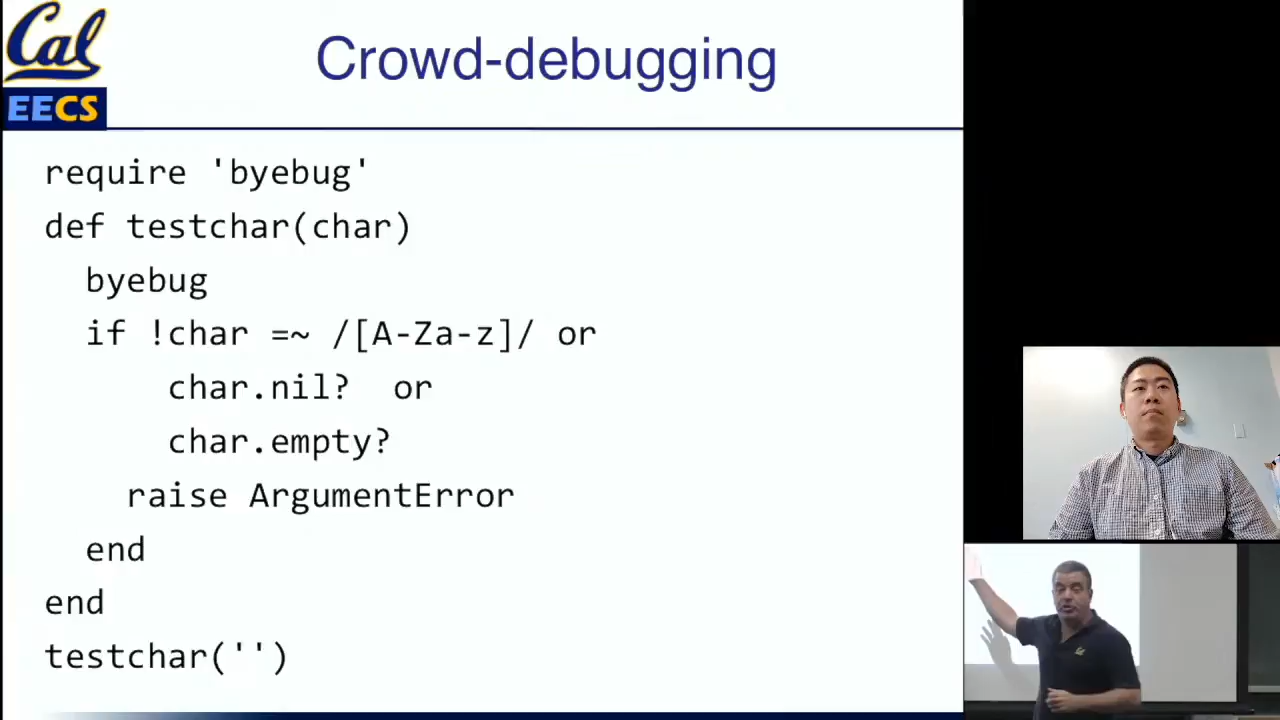 Cal
EECS
Crowd-debugging
require 'byebug'
def testchar(char)
  byebug
  if !char =~ /[A-Za-z]/ or
      char.nil?  or
      char.empty?
    raise ArgumentError
  end
end
testchar('')
Cal